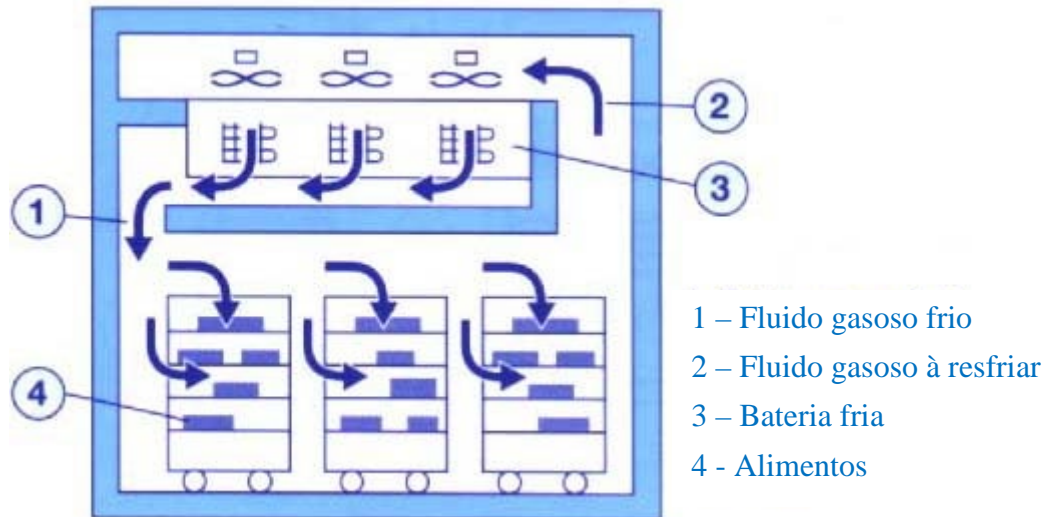 2
3
1
4
1 – Fluido gasoso frio
2 – Fluido gasoso à resfriar
3 – Bateria fria
4 - Alimentos